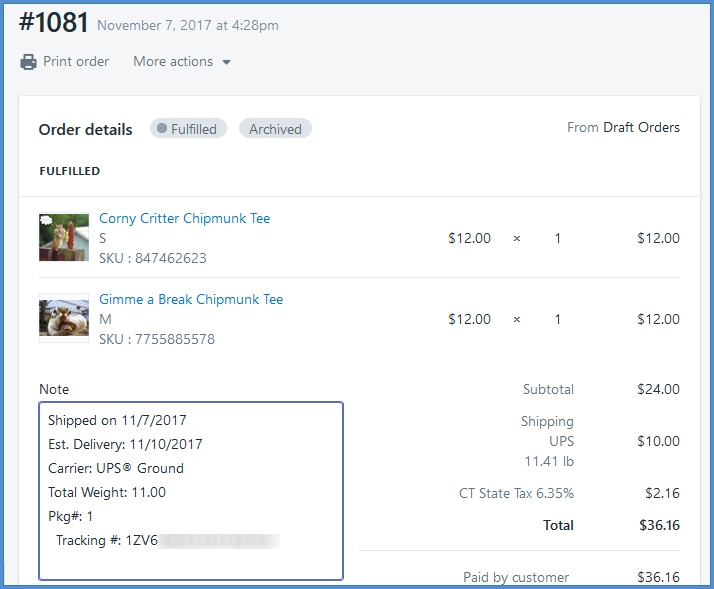 #1081 November 7, 2017 at 4:28pm
Print order More actions
Order details Fulfilled Archived From Draft Orders
FULFILLED
Corny Critter Chipmunk Tee
S
SKU : 847462623
$12.00 × 1 $12.00
Gimme a Break Chipmunk Tee
M
SKU : 7755885578
$12.00 × 1 $12.00
Note
Shipped on 11/7/2017
Est. Delivery: 11/10/2017
Carrier: UPS® Ground
Total Weight: 11.00
Pkg#: 1
Tracking #: 1ZV6
Subtotal $24.00
Shipping
UPS $10.00
11.41 lb
CT State Tax 6.35% $2.16
Total $36.16
Paid by customer $36.16